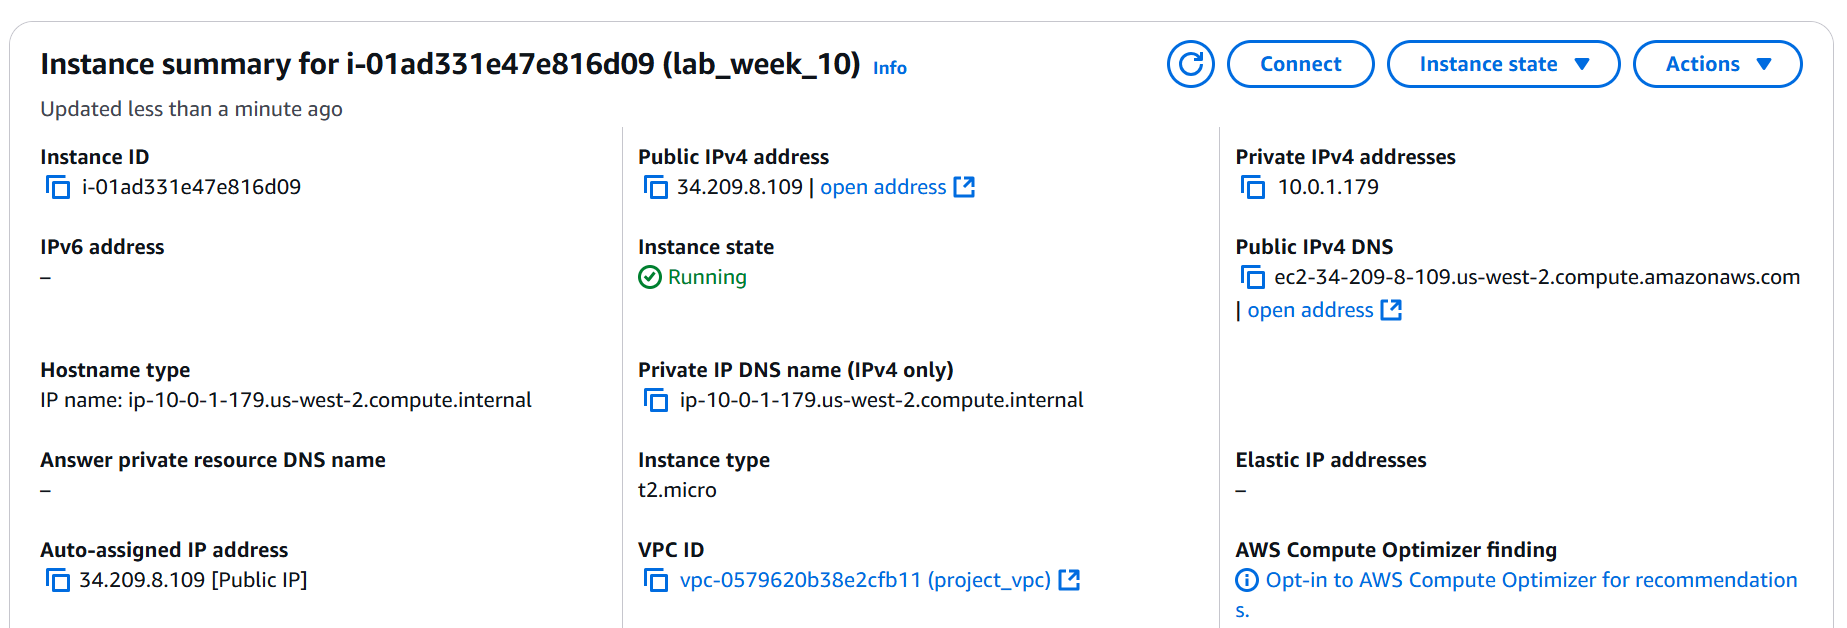 Instance summary for i-01ad331e47e816d09 (lab_week_10) Info
Connect
Instance state
Actions
Updated less than a minute ago
Instance ID
i-01ad331e47e816d09
Public IPv4 address
34.209.8.109 | open address
Private IPv4 addresses
10.0.1.179
IPv6 address
–
Instance state
Running
Public IPv4 DNS
ec2-34-209-8-109.us-west-2.compute.amazonaws.com
| open address
Hostname type
IP name: ip-10-0-1-179.us-west-2.compute.internal
Private IP DNS name (IPv4 only)
ip-10-0-1-179.us-west-2.compute.internal
Answer private resource DNS name
–
Instance type
t2.micro
Elastic IP addresses
–
Auto-assigned IP address
34.209.8.109 [Public IP]
VPC ID
vpc-0579620b38e2cfb11 (project_vpc)
AWS Compute Optimizer finding
Opt-in to AWS Compute Optimizer for recommendation
s.